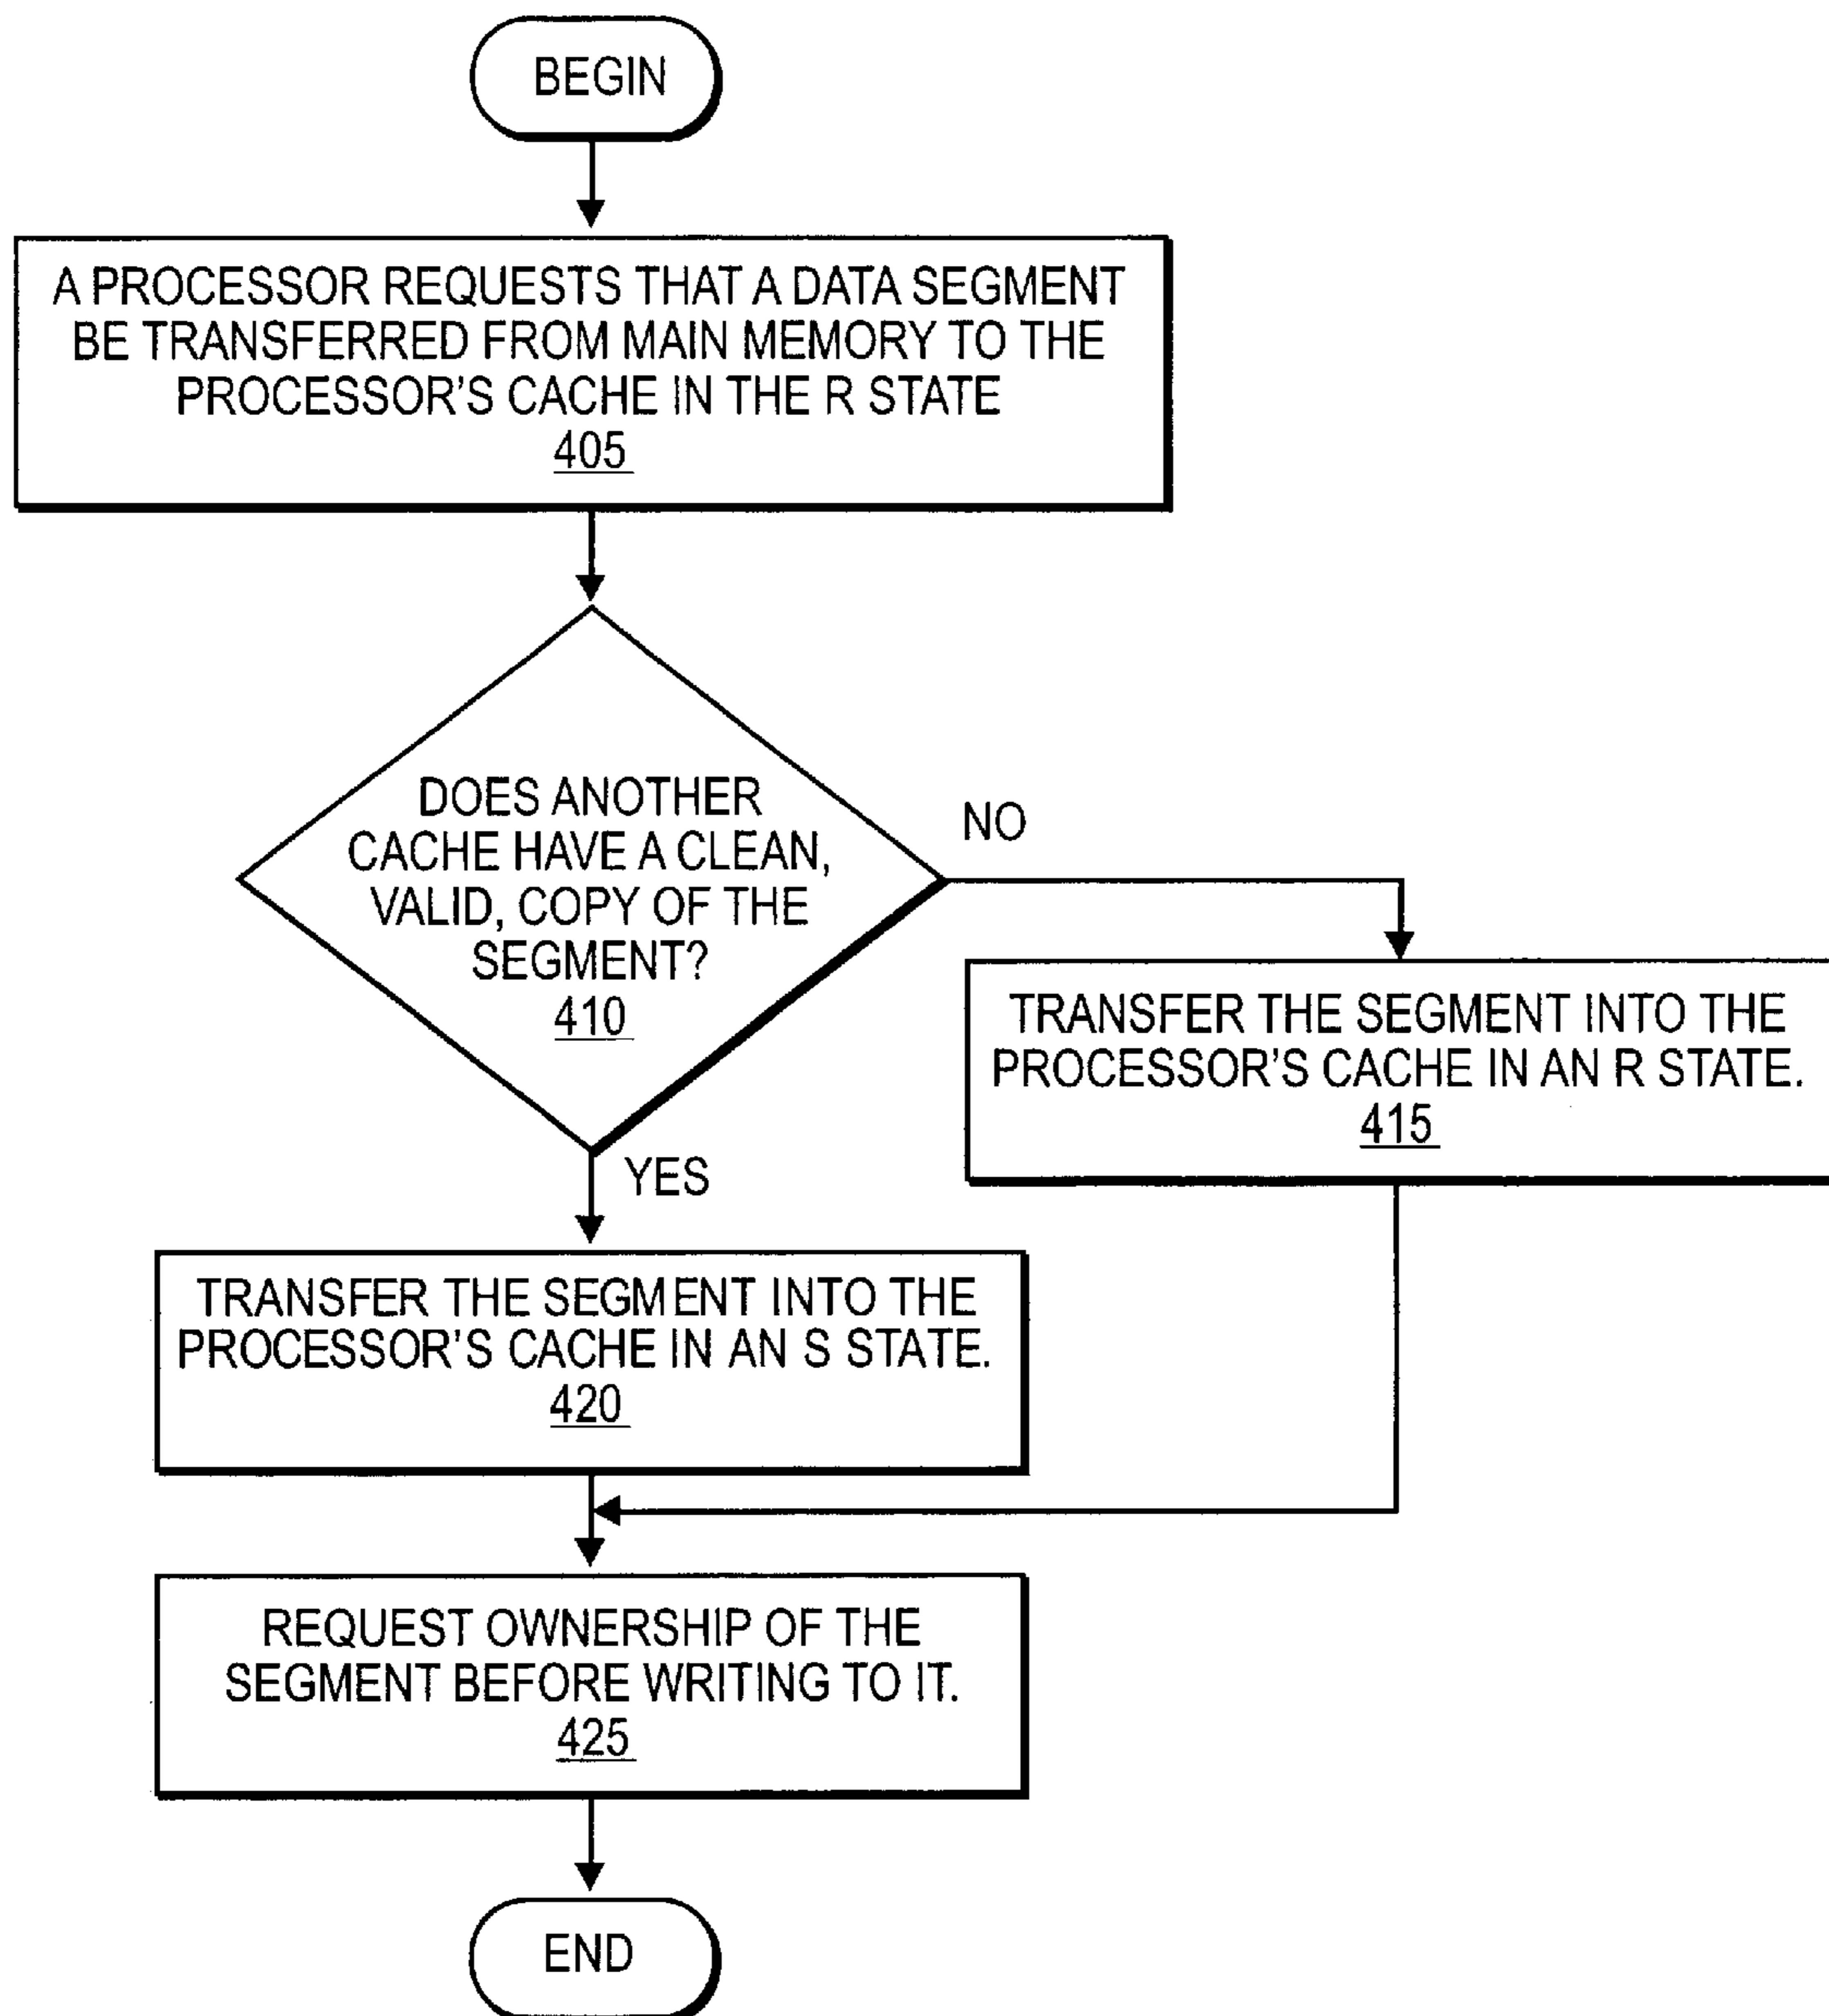 BEGIN
A PROCESSOR REQUESTS THAT A DATA SEGMENT
BE TRANSFERRED FROM MAIN MEMORY TO THE
PROCESSOR'S CACHE IN THE R STATE
405
DOES ANOTHER
CACHE HAVE A CLEAN,
VALID, COPY OF THE
SEGMENT?
410
NO
TRANSFER THE SEGMENT INTO THE
PROCESSOR'S CACHE IN AN R STATE.
415
YES
TRANSFER THE SEGMENT INTO THE
PROCESSOR'S CACHE IN AN S STATE.
420
REQUEST OWNERSHIP OF THE
SEGMENT BEFORE WRITING TO IT.
425
END